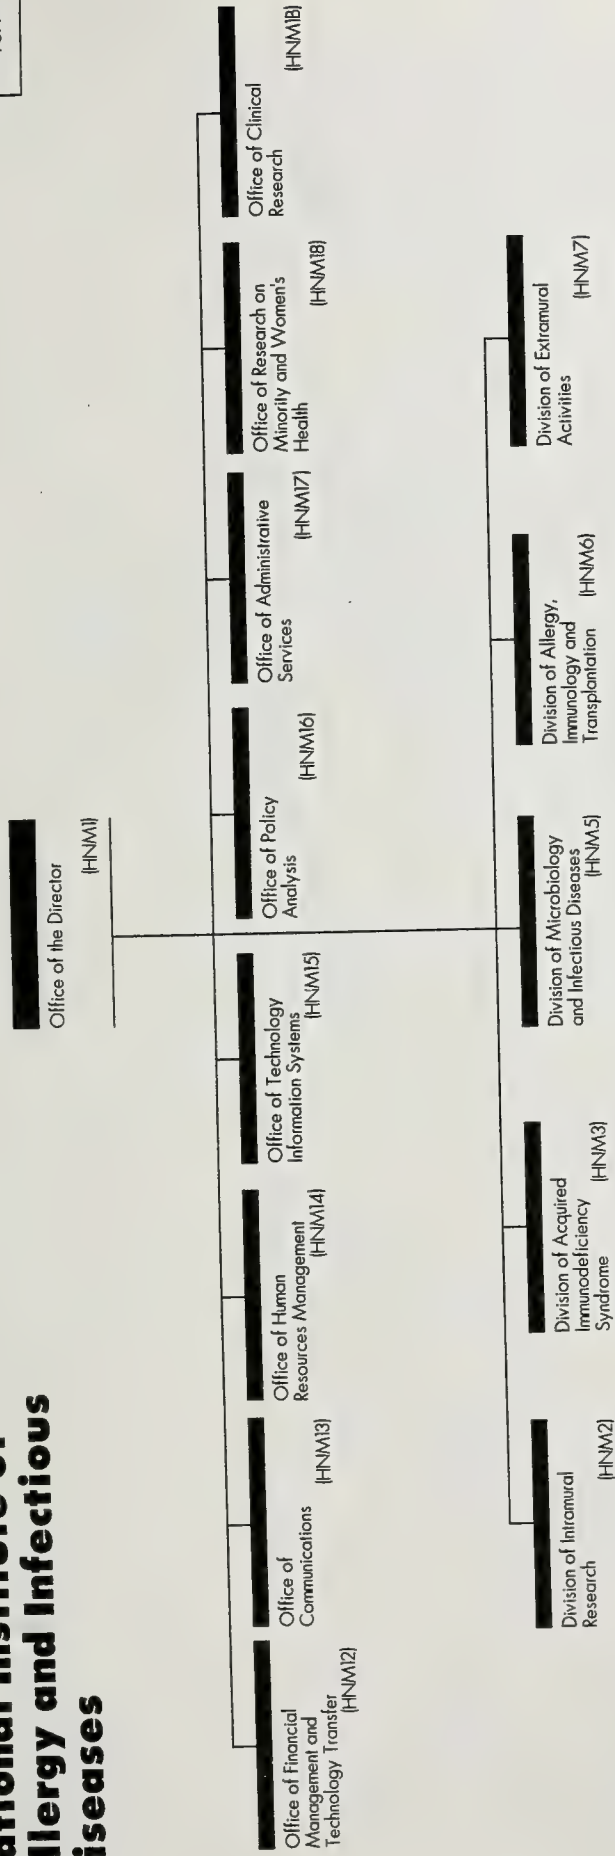 llergy and Infectious
iseases
Office of the Director
(HNM1)
Office of Financial
Management and
Technology Transfer
(HNM12)
Office of
Communications
(HNM13)
Office of Human
Resources Management
(HNM14)
Office of Technology
Information Systems
(HNM15)
Office of Policy
Analysis
(HNM16)
Office of Administrative
Services
(HNM17)
Office of Research on
Minority and Women's
Health
(HNM18)
Office of Clinical
Research
(HNM1B)
Division of Intramural
Research
(HNM2)
Division of Acquired
Immunodeficiency
Syndrome
(HNM3)
Division of Microbiology
and Infectious Diseases
(HNM5)
Division of Allergy,
Immunology and
Transplantation
(HNM6)
Division of Extramural
Activities
(HNM7)